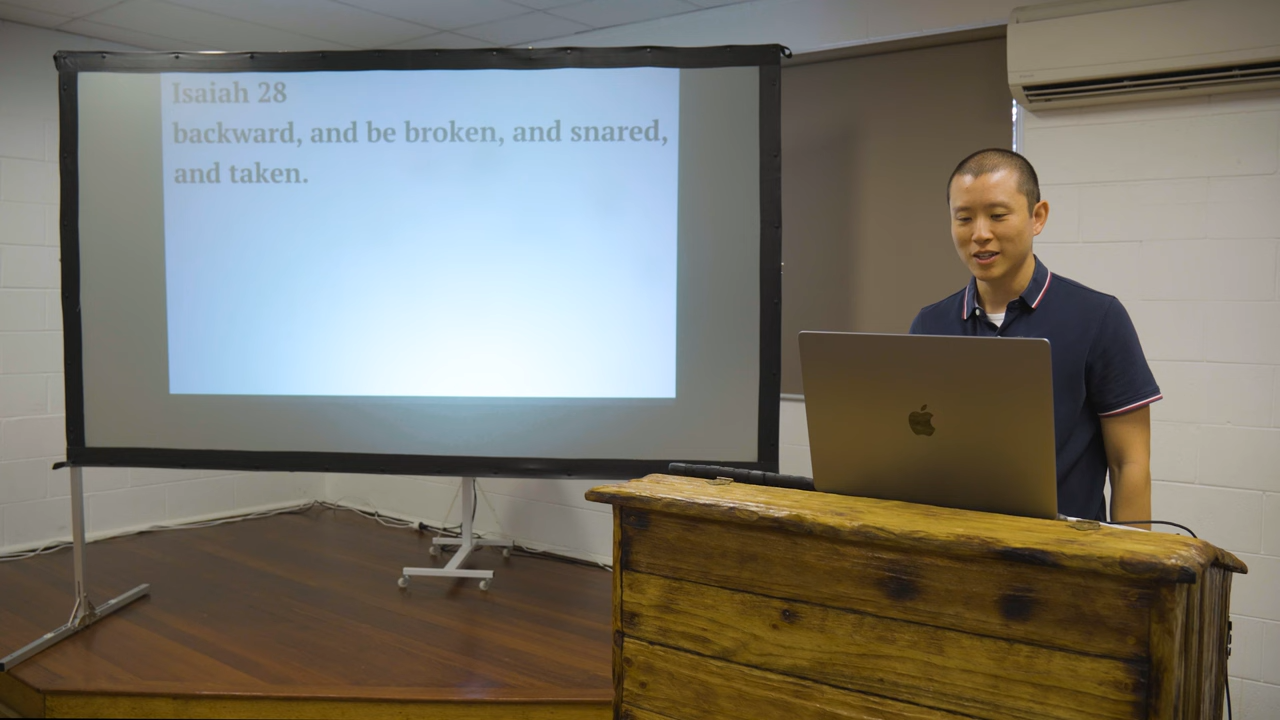 Isaiah 28
backward, and be broken, and snared,
and taken.